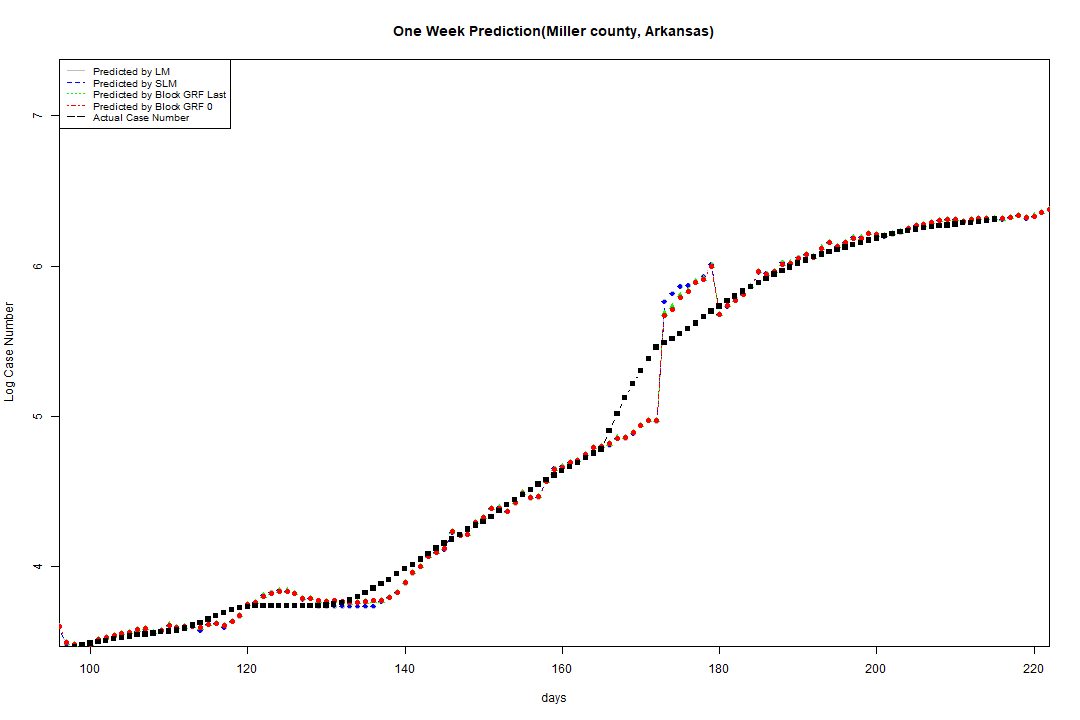 One Week Prediction(Miller county, Arkansas)
Predicted by LM
Predicted by SLM
Predicted by Block GRF Last
Predicted by Block GRF 0
Actual Case Number
7
6
5
4
Log Case Number
100 120 140 160 180 200 220
days